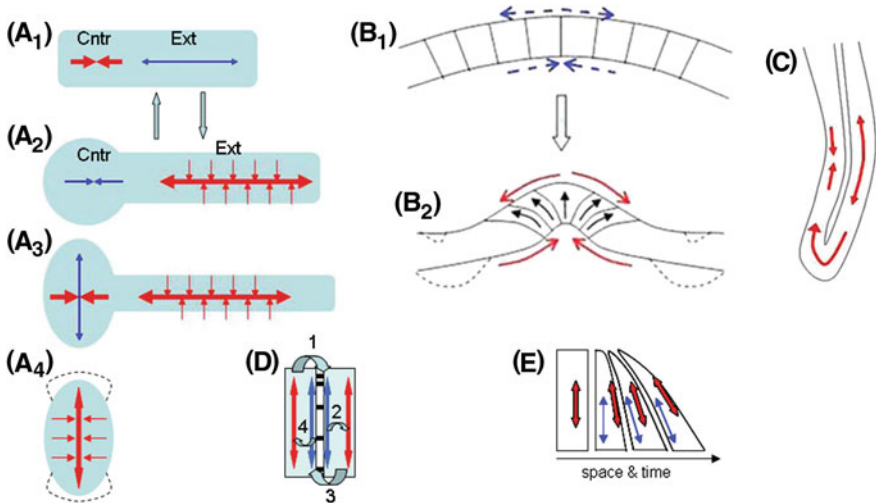 (A1)
Cntr Ext
(A2)
Cntr Ext
(A3)
(A4)
(B1)
(B2)
(C)
(D)
1
2
4
3
(E)
space & time